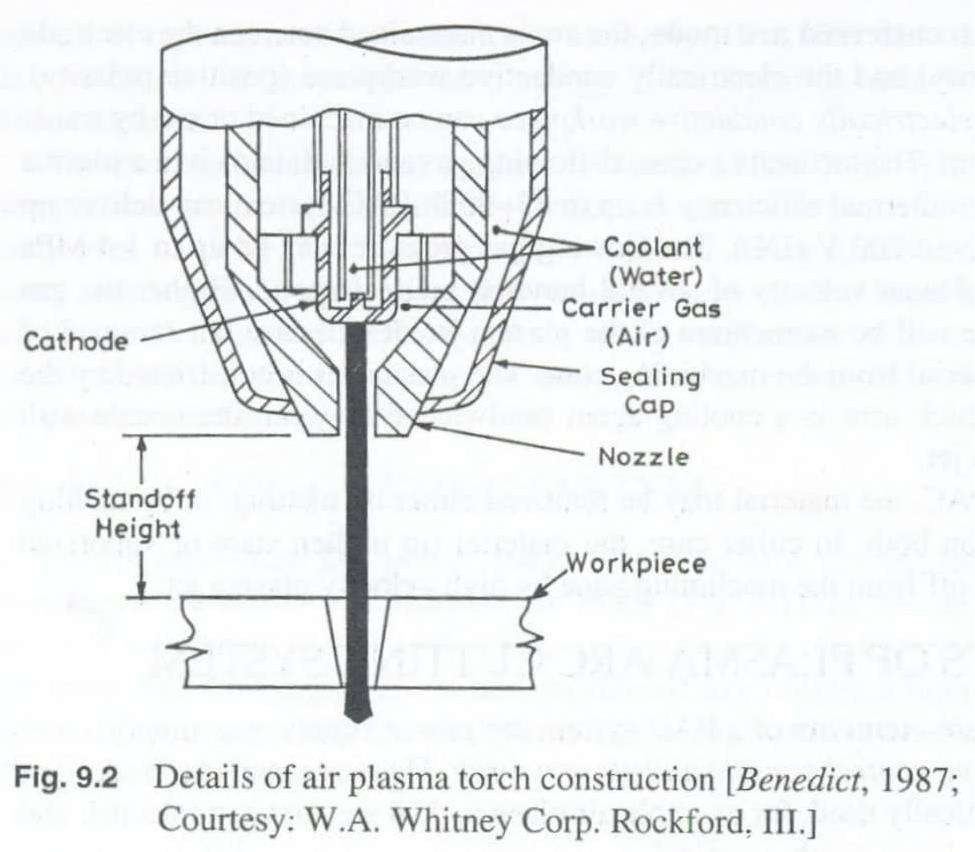 Coolant
(Water)
Carrier Gas
(Air)
Cathode
Sealing
Cap
Nozzle
Standoff
Height
Workpiece
Fig. 9.2 Details of air plasma torch construction [Benedict, 1987;
Courtesy: W.A. Whitney Corp. Rockford, III.]